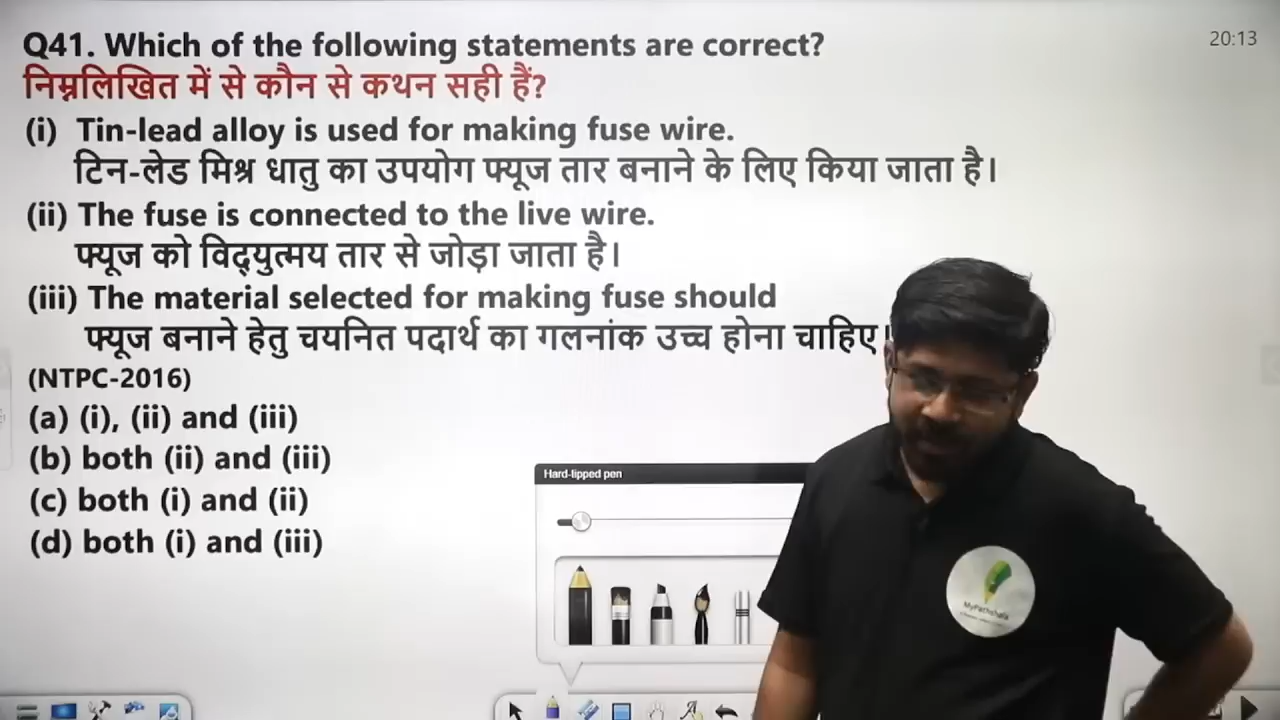 Q41. Which of the following statements are correct?
20:13
निम्नलिखित में से कौन से कथन सही हैं?
(i) Tin-lead alloy is used for making fuse wire.
टिन-लेड मिश्र धातु का उपयोग फ्यूज तार बनाने के लिए किया जाता है।
(ii) The fuse is connected to the live wire.
फ्यूज को विद्युत्मय तार से जोड़ा जाता है।
(iii) The material selected for making fuse should
फ्यूज बनाने हेतु चयनित पदार्थ का गलनांक उच्च होना चाहिए।
(NTPC-2016)
(a) (i), (ii) and (iii)
(b) both (ii) and (iii)
(c) both (i) and (ii)
(d) both (i) and (iii)
Hard-lipped pen
MyPathshala